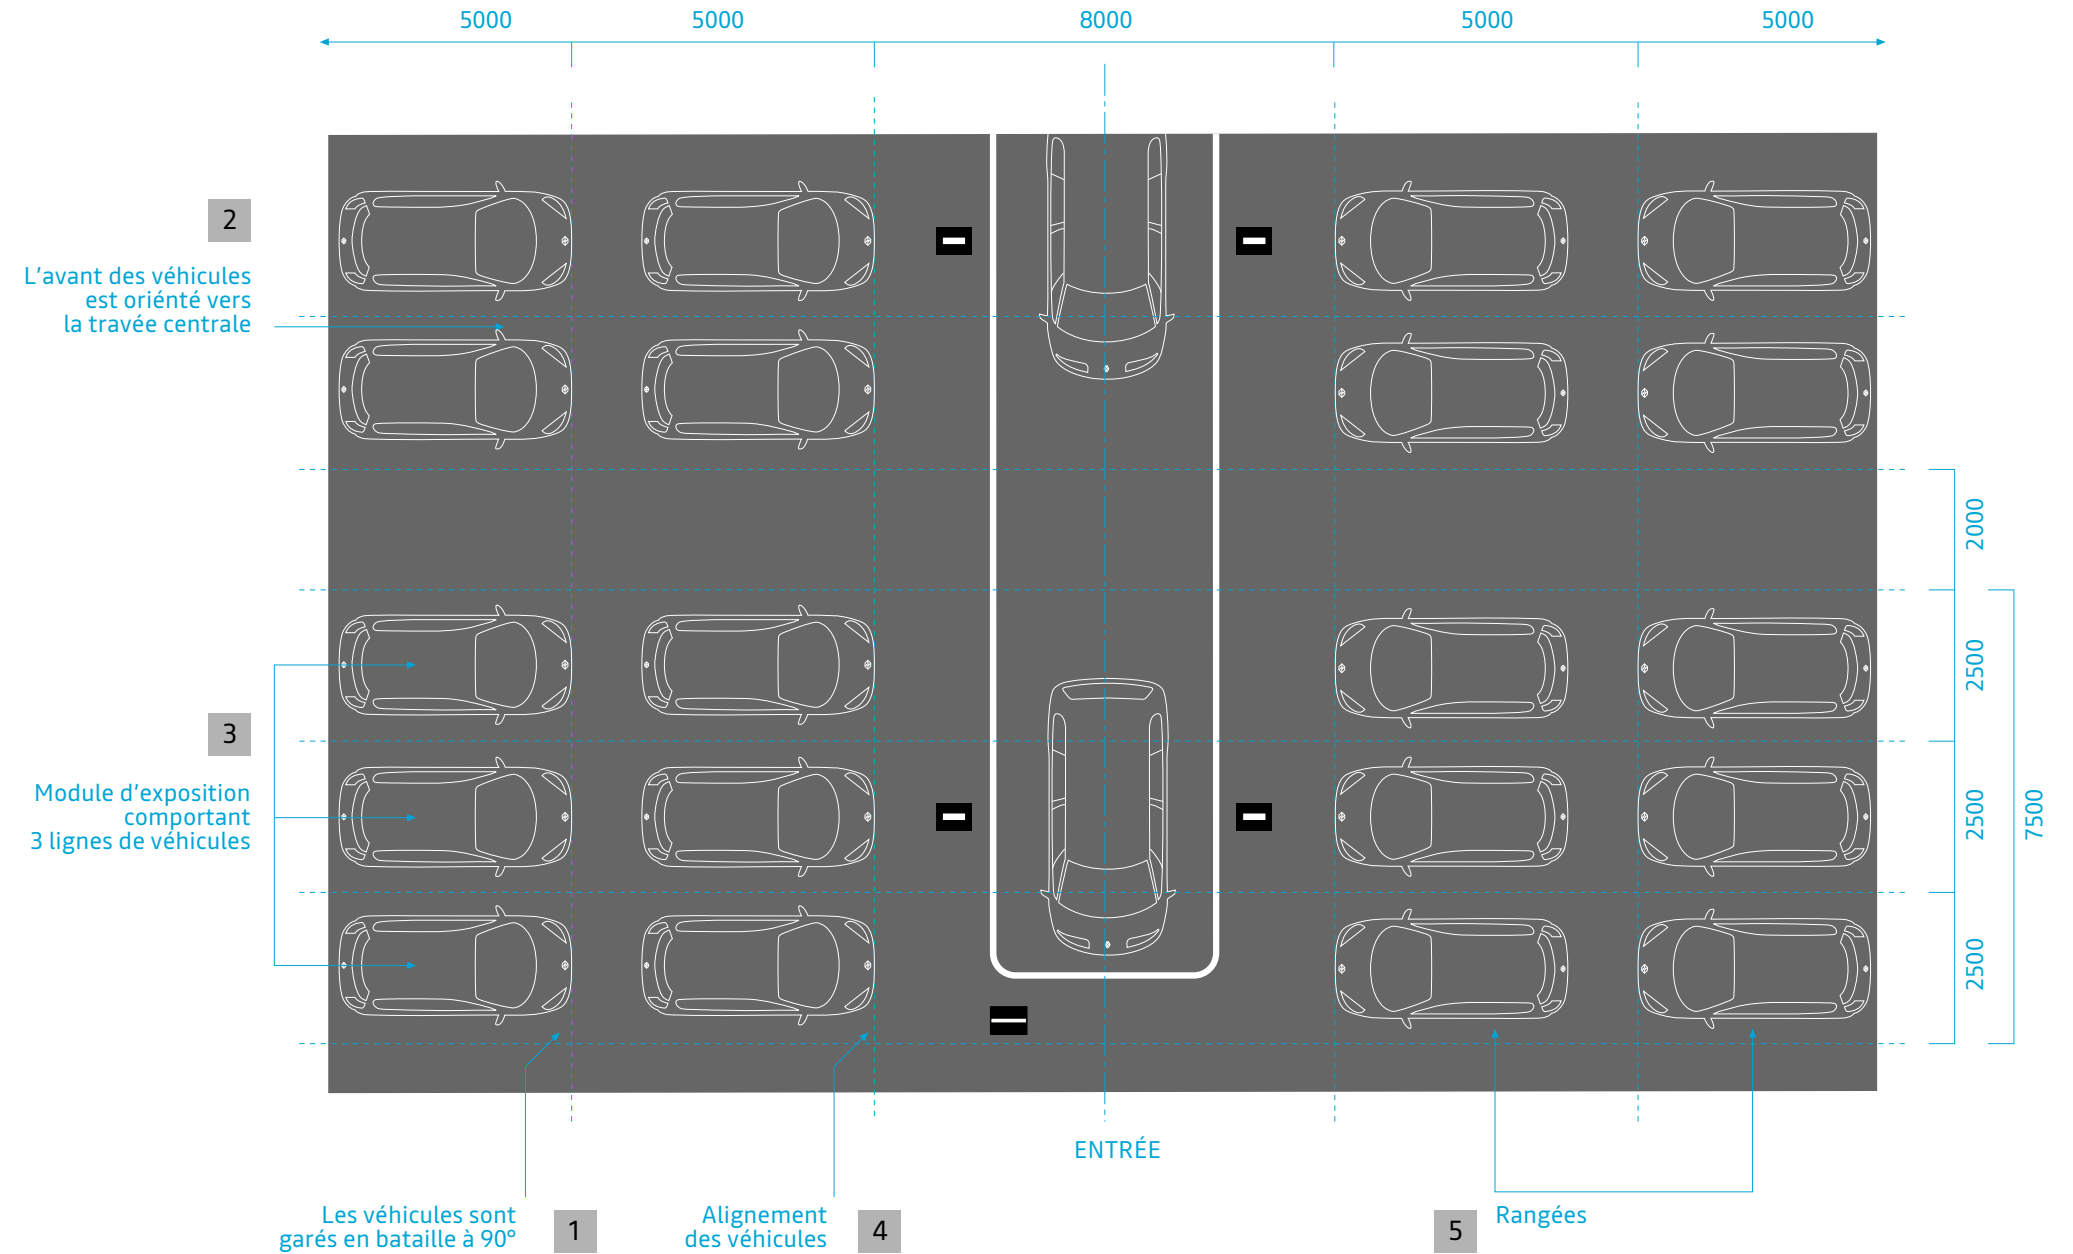 5000 5000 8000 5000 5000
2
L'avant des véhicules
est oriénté vers
la travée centrale
2000
2500
3
Module d'exposition
comportant
3 lignes de véhicules
2500
7500
2500
ENTRÉE
Les véhicules sont
garés en bataille à 90°
1
Alignement
des véhicules
4
5
Rangées